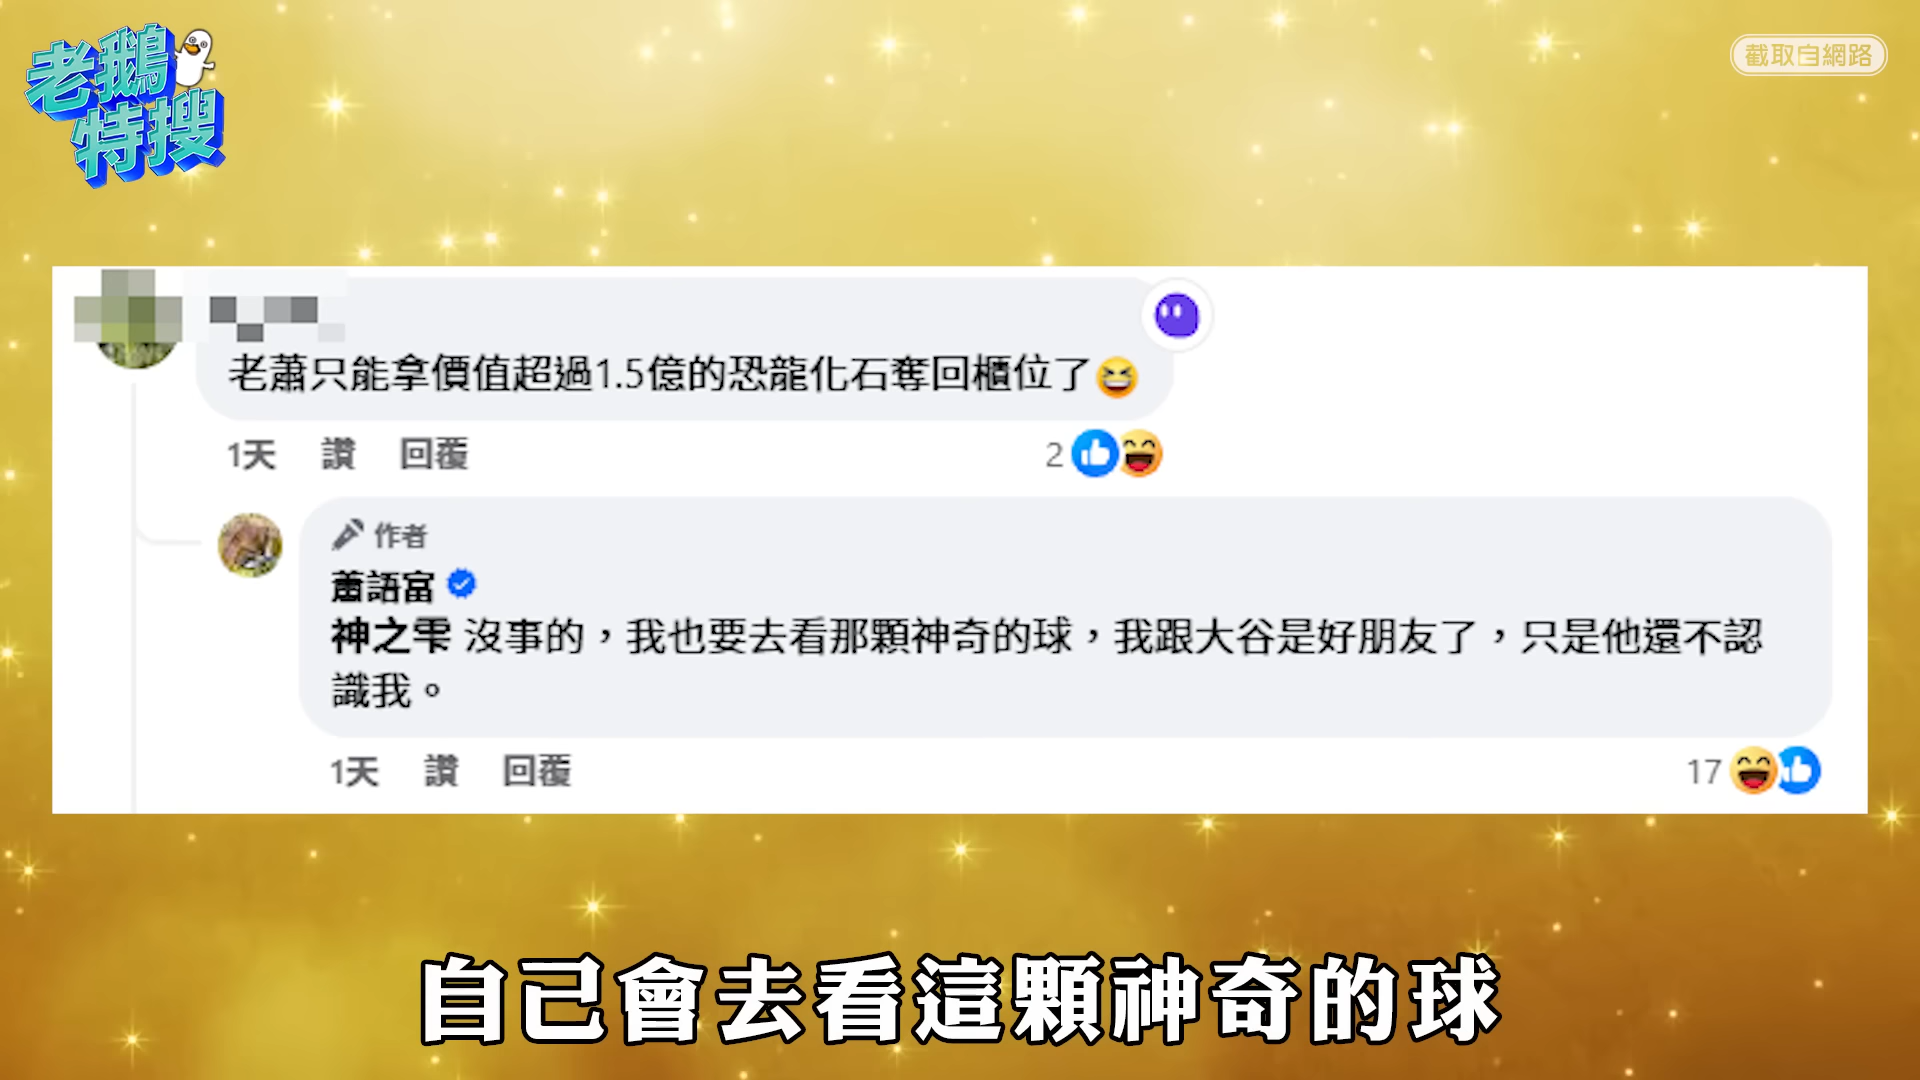 老鵝
特搜
截取自網路
老蕭只能拿價值超過1.5億的恐龍化石奪回櫃位了😆
1天 讚 回覆 2
作者
蕭語富
神之雫 沒事的，我也要去看那顆神奇的球，我跟大谷是好朋友了，只是他還不認
識我。
1天 讚 回覆 17
自己會去看這顆神奇的球